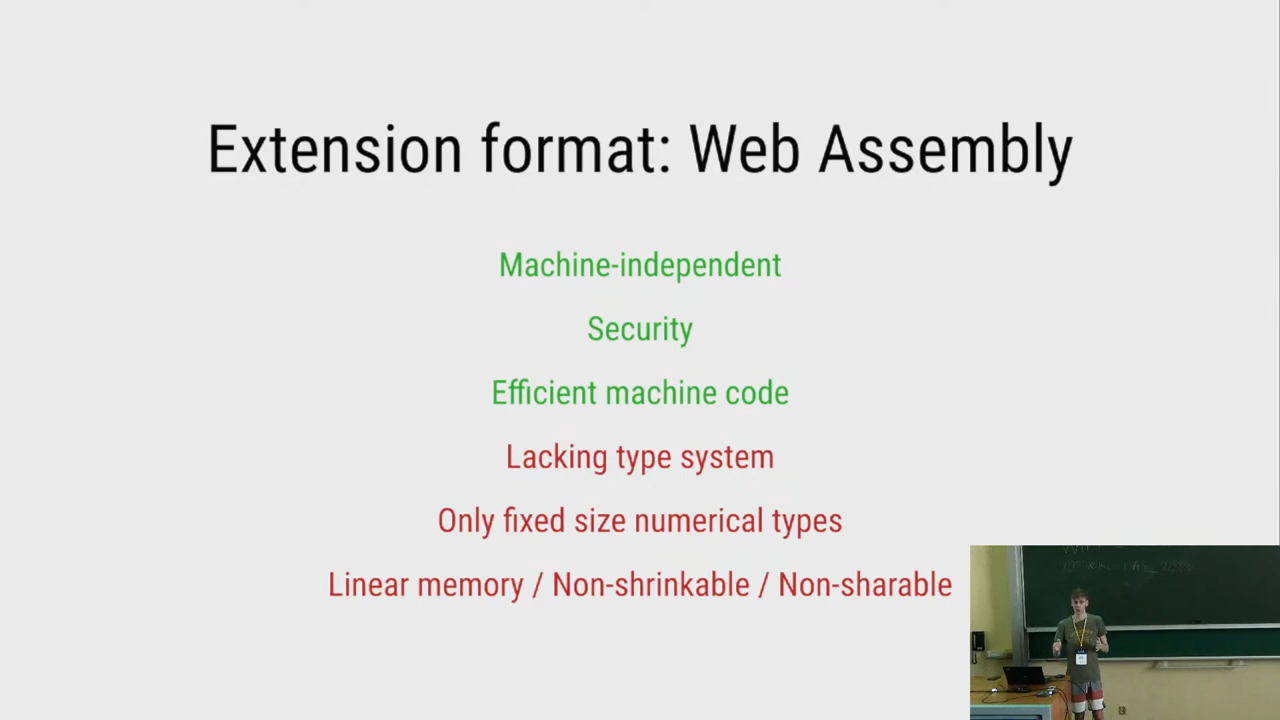 Extension format: Web Assembly
Machine-independent
Security
Efficient machine code
Lacking type system
Only fixed size numerical types
Linear memory / Non-shrinkable / Non-sharable